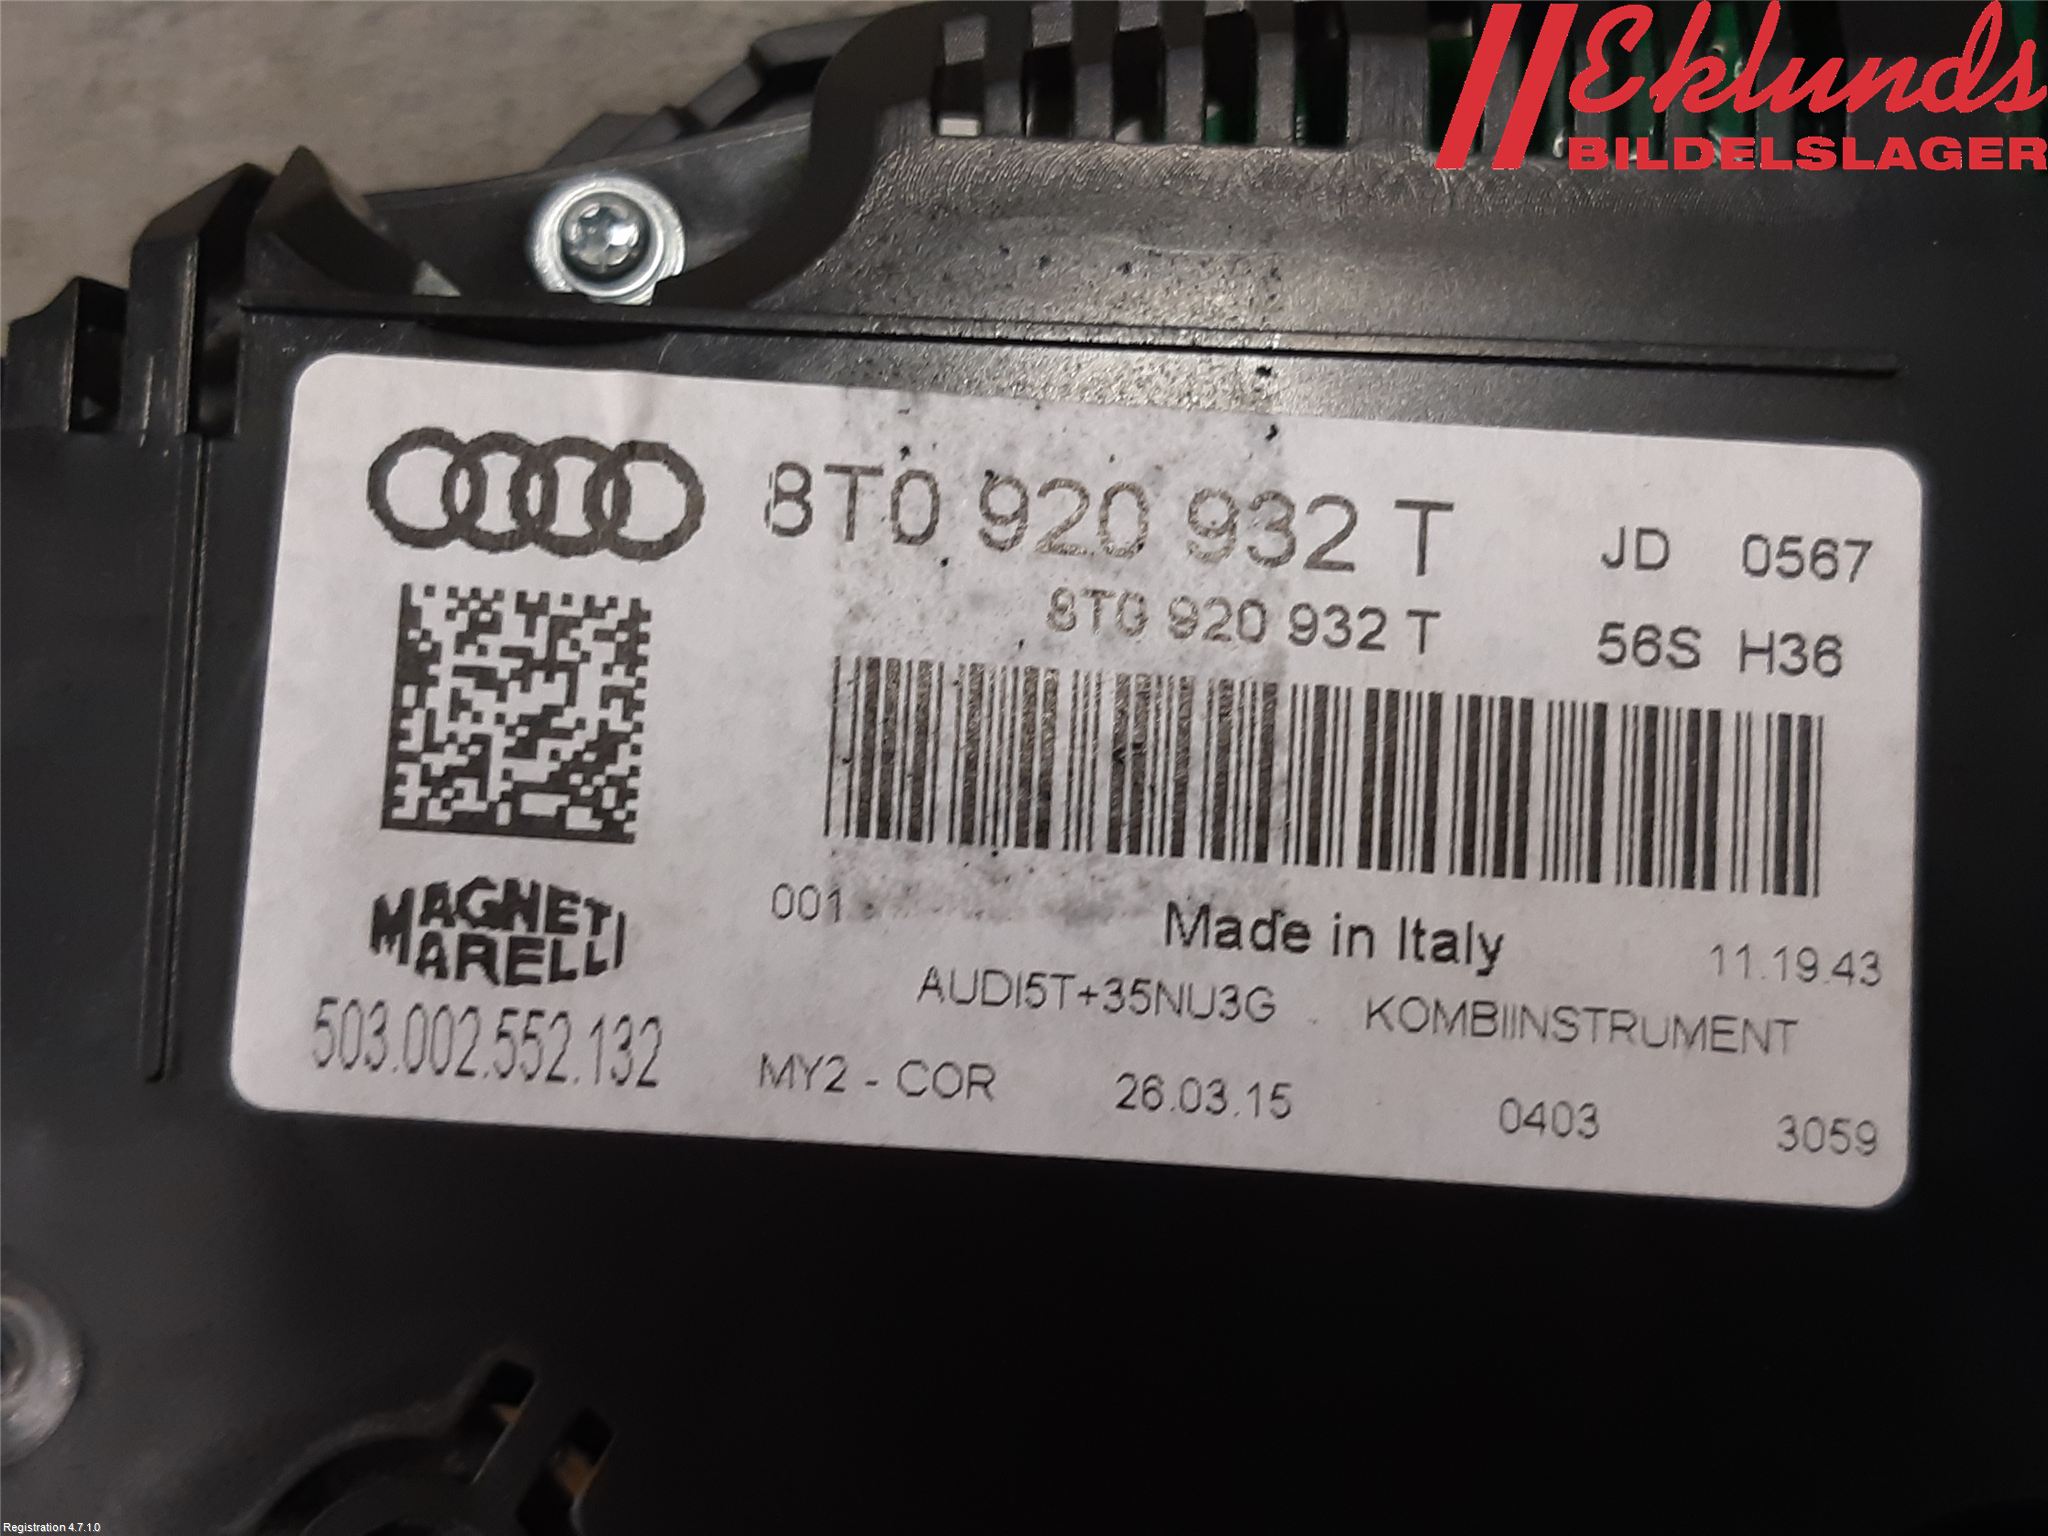 Eklunds
BILDELSLAGER
8T0 920 932 T JD 0567
8T0 920 932 T 56S H36
MAGNETI
MARELLI
503.002.552.132
001 Made in Italy 11.19.43
AUDI5T+35NU3G KOMBIINSTRUMENT
MY2 - COR 26.03.15 0403 3059
Registration 4.7.1.0